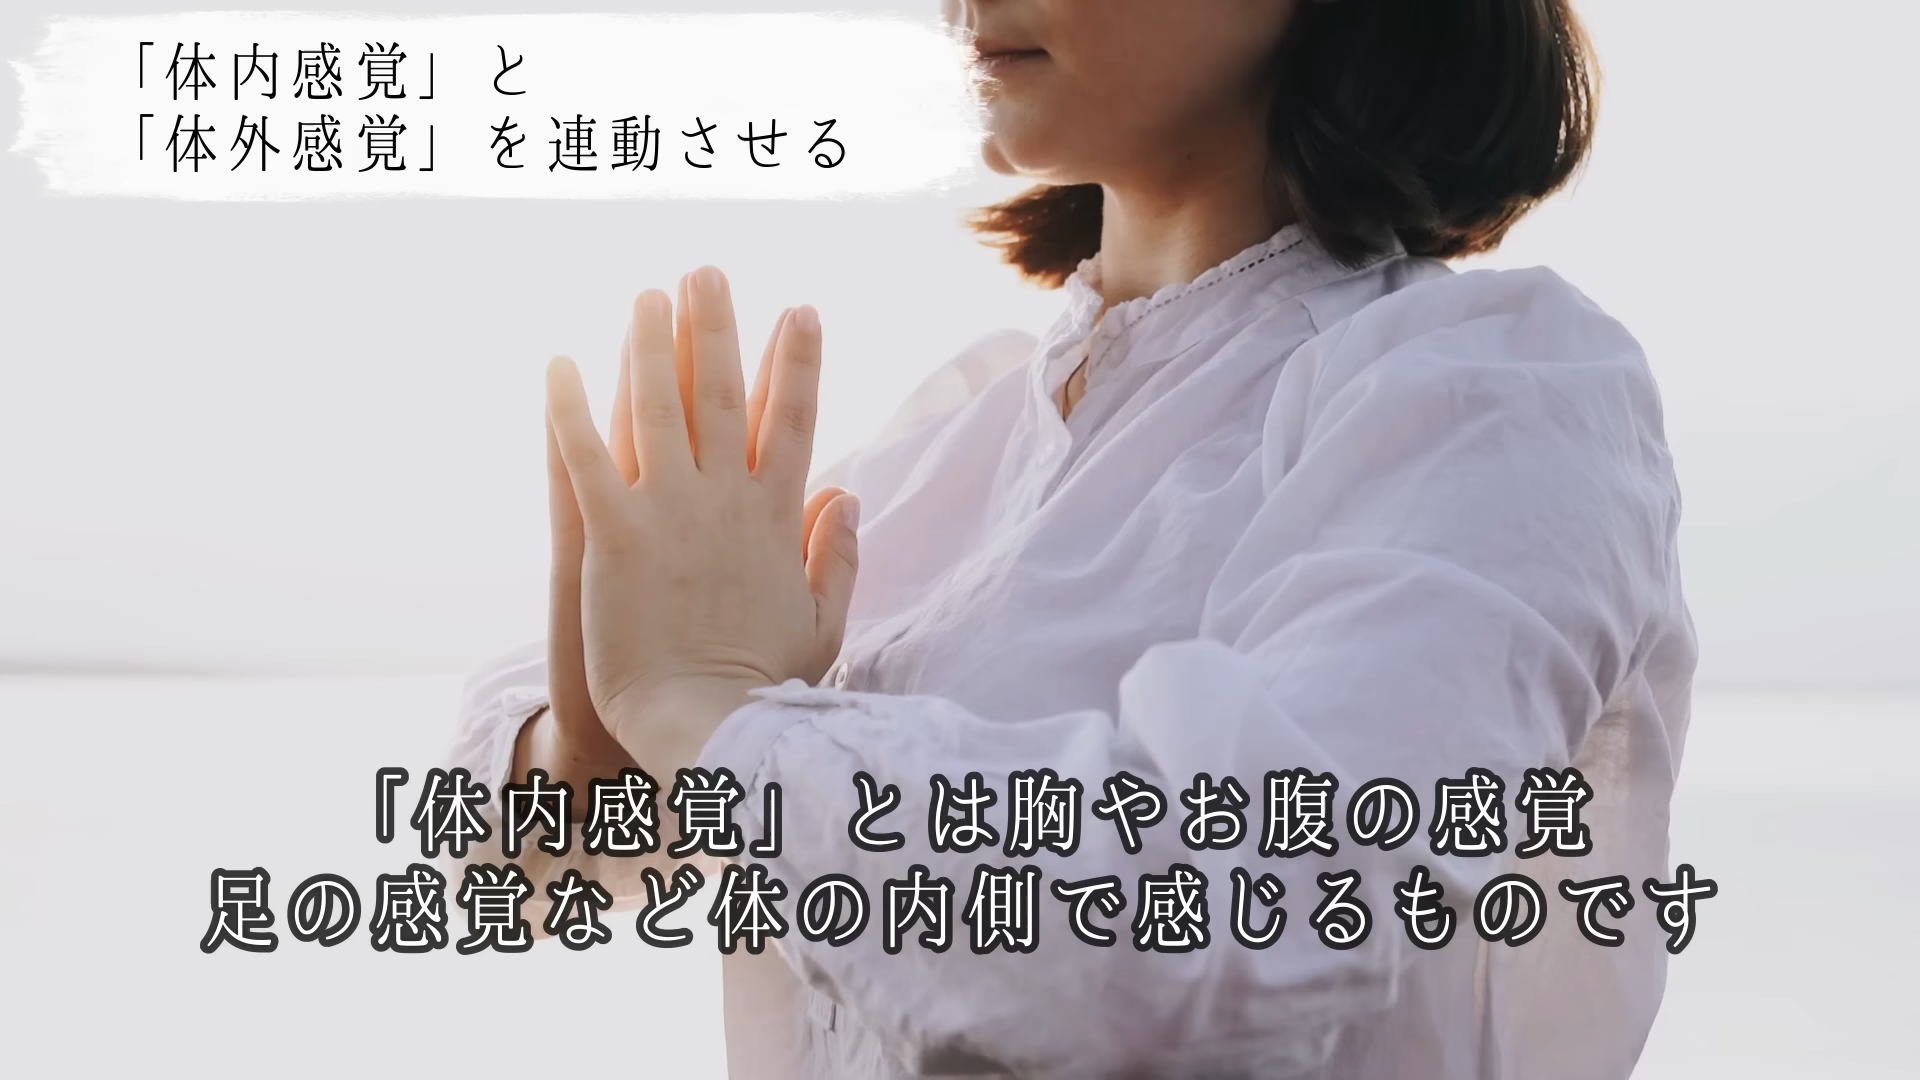 「体内感覚」と
「体外感覚」を連動させる
「体内感覚」とは胸やお腹の感覚
足の感覚など体の内側で感じるものです